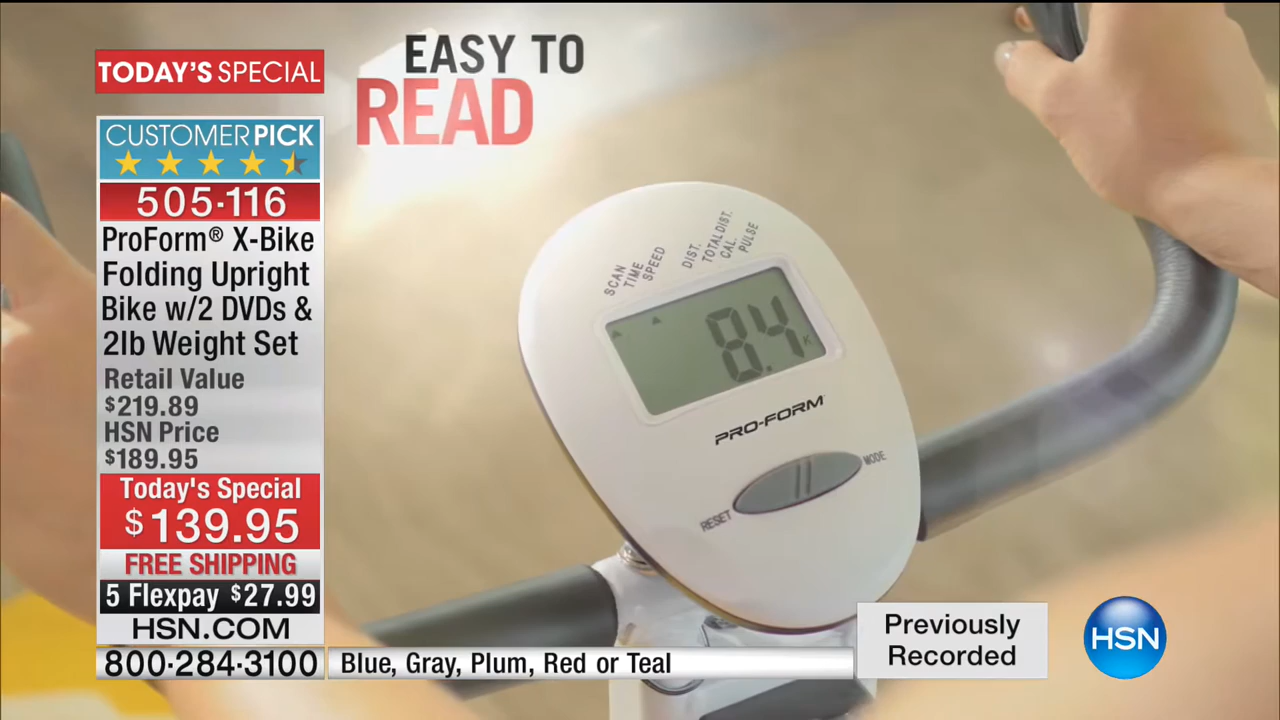 TODAY'S SPECIAL
CUSTOMER PICK
505·116
ProForm® X-Bike
Folding Upright
Bike w/2 DVDs &
2lb Weight Set
Retail Value
$219.89
HSN Price
$189.95
Today's Special
$139.95
FREE SHIPPING
5 Flexpay $27.99
HSN.COM
800·284·3100
Blue, Gray, Plum, Red or Teal
EASY TO
READ
SCAN
TIME
SPEED
DIST.
TOTAL DIST.
CAL.
PULSE
8.4
K
PRO-FORM
MODE
RESET
Previously
Recorded
HSN